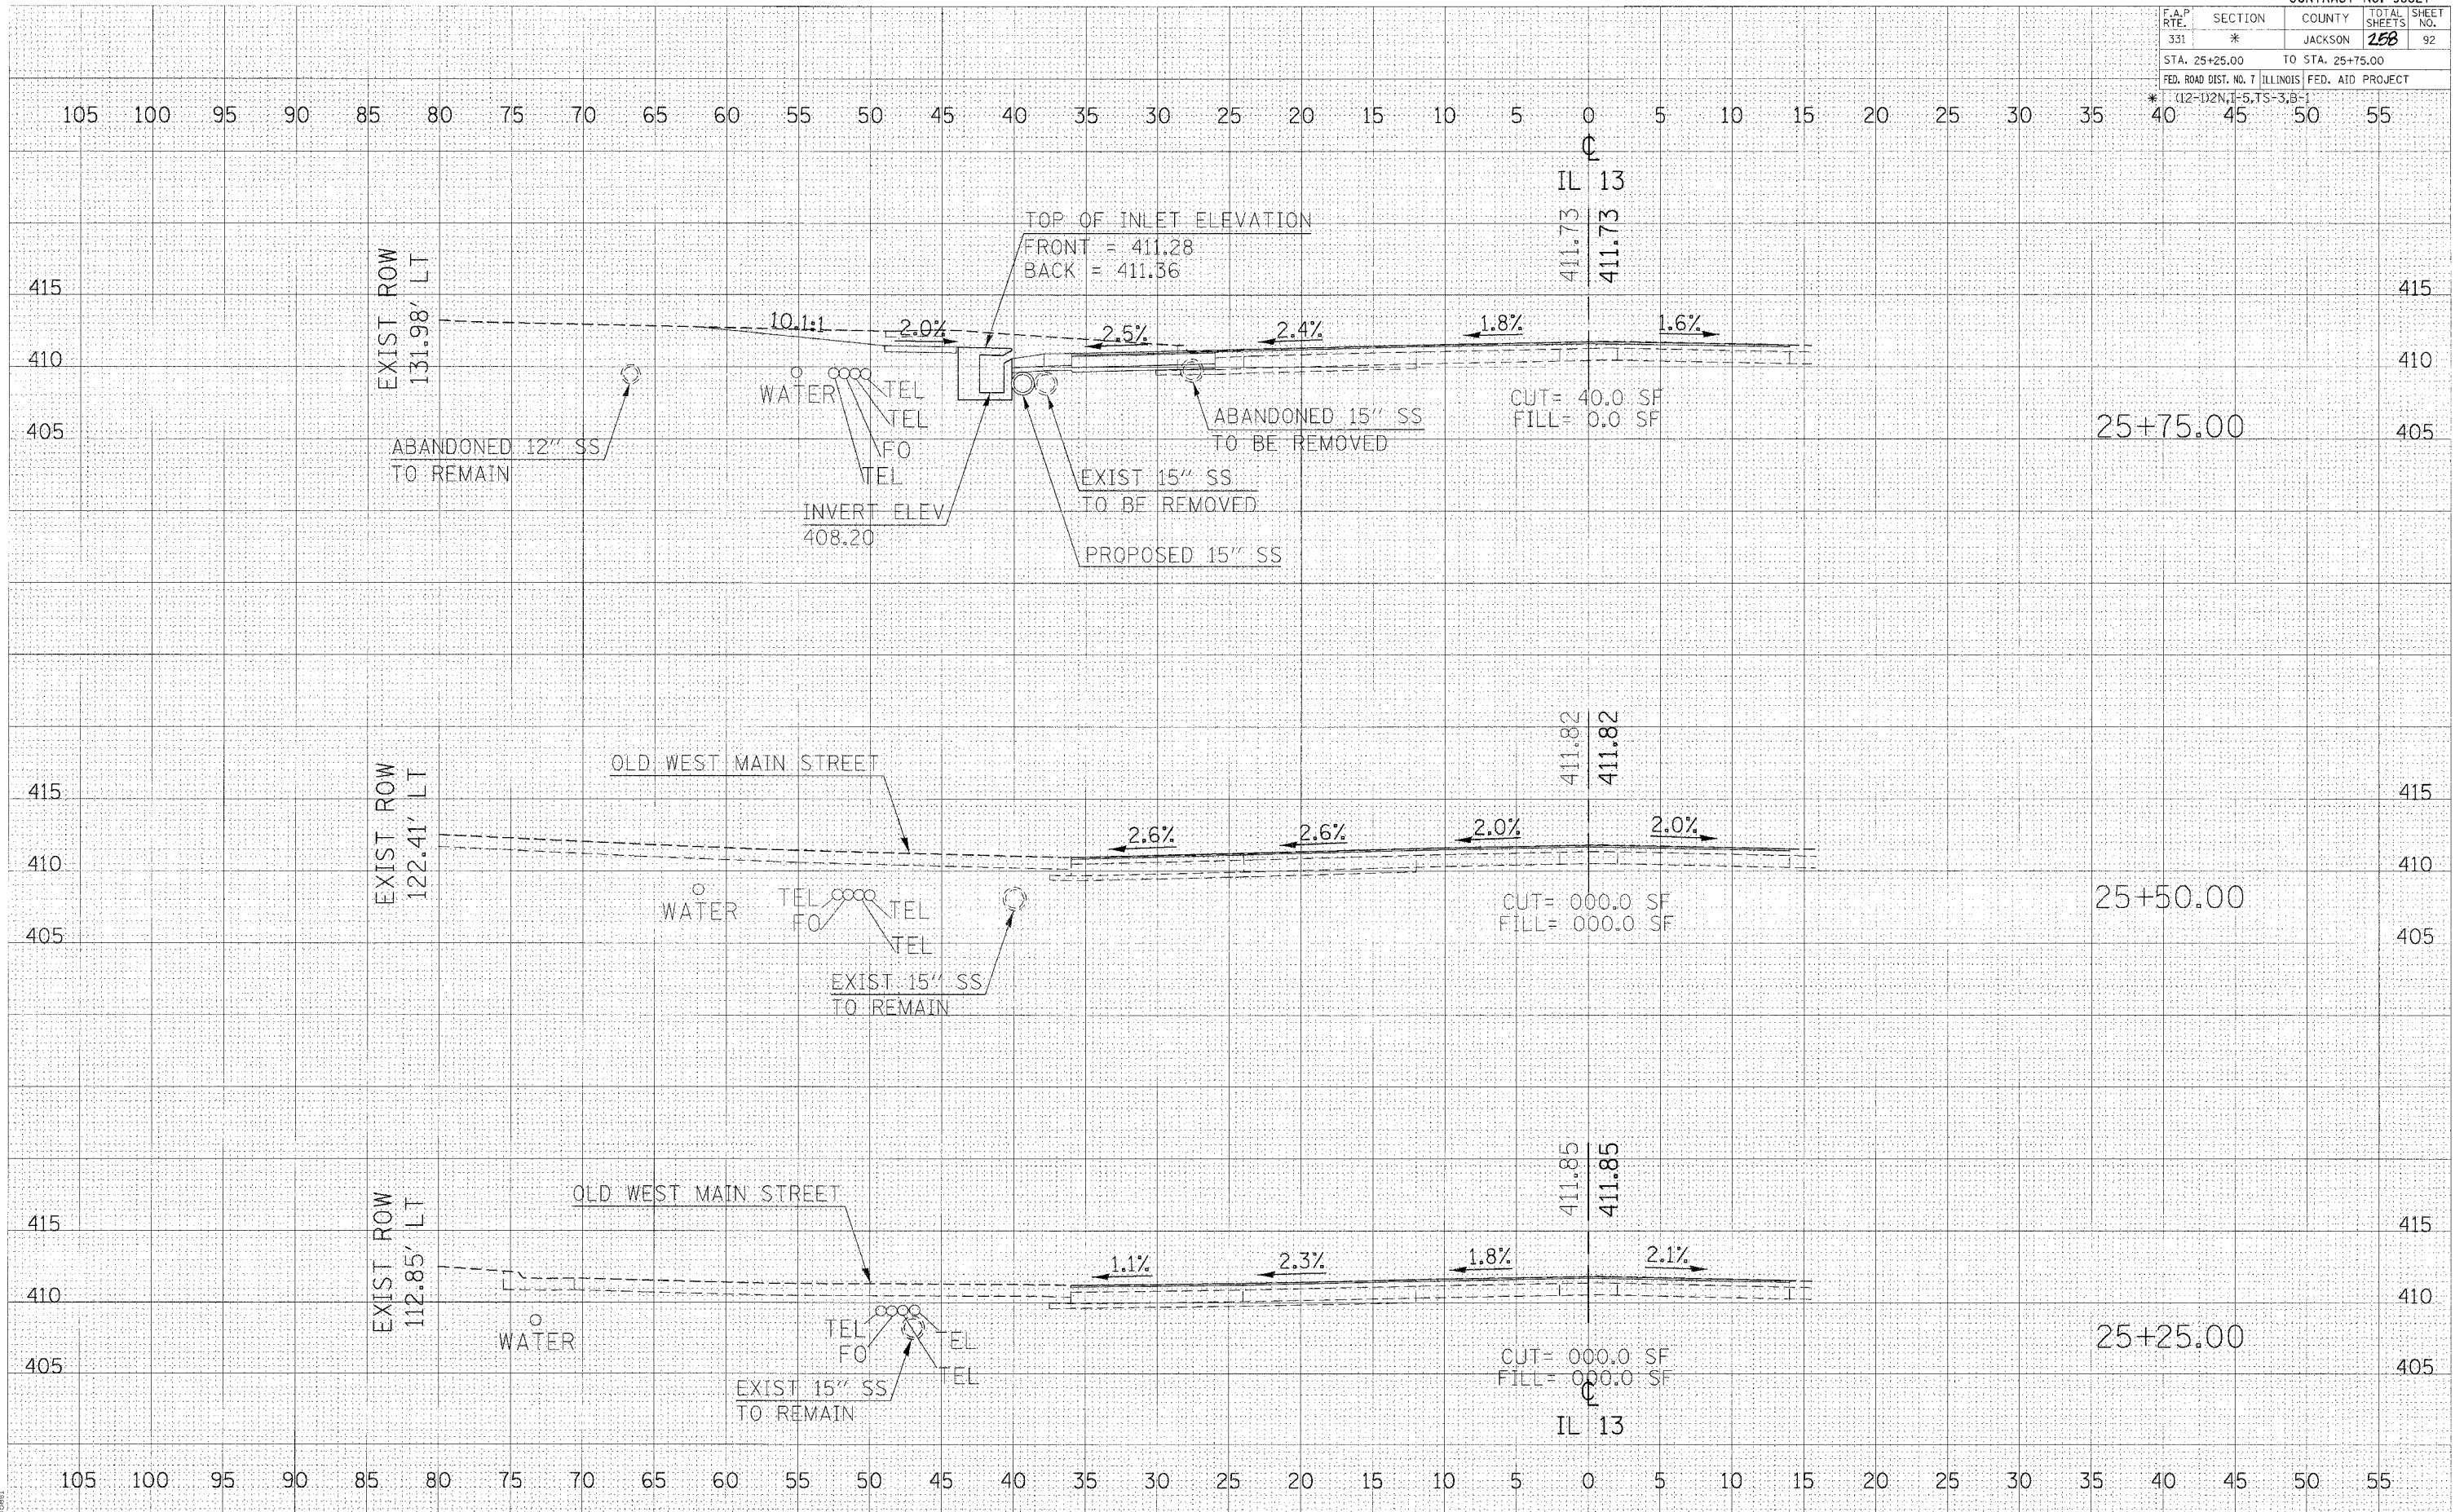 F.A.P RTE. SECTION COUNTY TOTAL SHEETS SHEET NO.
331 * JACKSON 258 92
STA. 25+25.00 TO STA. 25+75.00
FED. ROAD DIST. NO. 7 ILLINOIS FED. AID PROJECT
* (12-1)2N,I-5,TS-3,B-1
105 100 95 90 85 80 75 70 65 60 55 50 45 40 35 30 25 20 15 10 5 0 5 10 15 20 25 30 35 40 45 50 55
℄
IL 13
411.73 411.73
TOP OF INLET ELEVATION
FRONT = 411.28
BACK = 411.36
EXIST ROW
131.98' LT
415 415
10.1:1 2.0% 2.5% 2.4% 1.8% 1.6%
410 410
WATER TEL
TEL
FO
TEL
CUT= 40.0 SF
FILL= 0.0 SF
ABANDONED 15" SS
TO BE REMOVED
25+75.00
405 405
ABANDONED 12" SS
TO REMAIN
EXIST 15" SS
TO BE REMOVED
INVERT ELEV
408.20
PROPOSED 15" SS
411.82 411.82
OLD WEST MAIN STREET
EXIST ROW
122.41' LT
415 415
2.6% 2.6% 2.0% 2.0%
410 410
WATER
TEL TEL
FO
TEL
CUT= 000.0 SF
FILL= 000.0 SF
25+50.00
405 405
EXIST 15" SS
TO REMAIN
411.85 411.85
OLD WEST MAIN STREET
EXIST ROW
112.85' LT
415 415
1.1% 2.3% 1.8% 2.1%
410 410
WATER
TEL TEL
FO
TEL
25+25.00
CUT= 000.0 SF
FILL= 000.0 SF
405 405
EXIST 15" SS
TO REMAIN
℄
IL 13
105 100 95 90 85 80 75 70 65 60 55 50 45 40 35 30 25 20 15 10 5 0 5 10 15 20 25 30 35 40 45 50 55